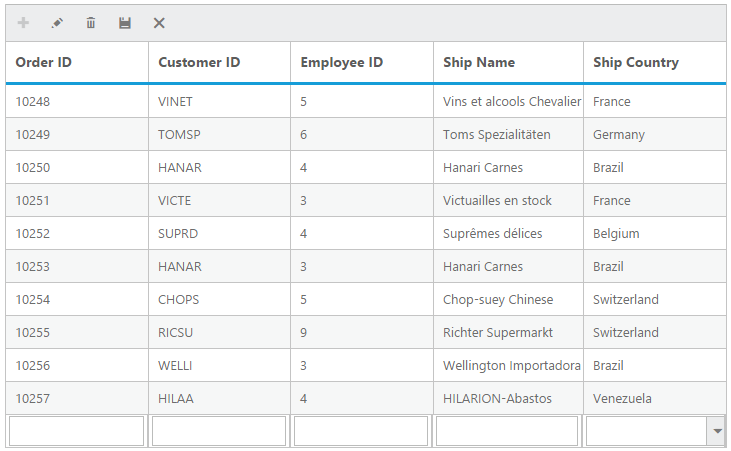 Order ID Customer ID Employee ID Ship Name Ship Country
10248 VINET 5 Vins et alcools Chevalier France
10249 TOMSP 6 Toms Spezialitäten Germany
10250 HANAR 4 Hanari Carnes Brazil
10251 VICTE 3 Victuailles en stock France
10252 SUPRD 4 Suprêmes délices Belgium
10253 HANAR 3 Hanari Carnes Brazil
10254 CHOPS 5 Chop-suey Chinese Switzerland
10255 RICSU 9 Richter Supermarkt Switzerland
10256 WELLI 3 Wellington Importadora Brazil
10257 HILAA 4 HILARION-Abastos Venezuela